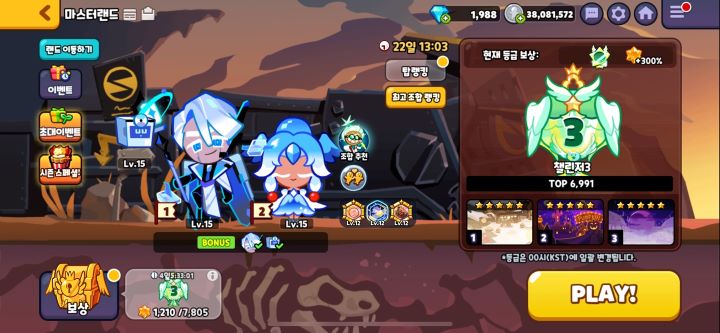 마스터랜드
1,988
38,081,572
랜드 이동하기
22일 13:03
현재 등급 보상:
+300%
이벤트
탑랭킹
최고 조합 랭킹
초대이벤트
3
조합 추천
시즌 스페셜!
Lv.15
챌린저3
TOP 6,991
1
Lv.15
2
Lv.15
Lv.12
Lv.12
Lv.12
1
2
3
BONUS
*등급은 00시(KST)에 일괄 변경됩니다.
4일5:33:01
3
보상
1,210 /7,805
PLAY!